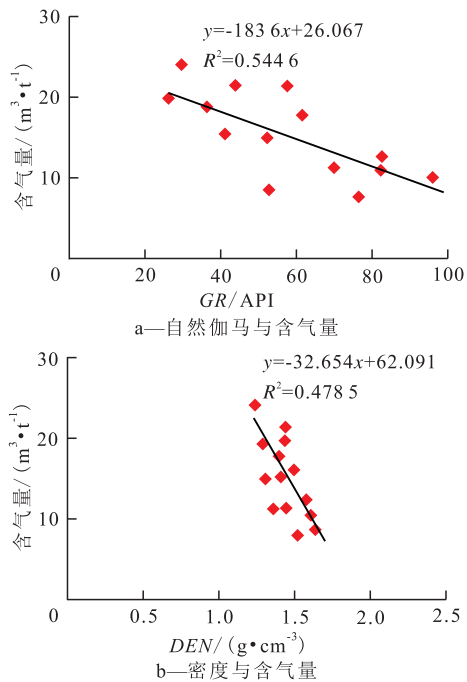 30
y=-183 6x+26.067
R²=0.544 6
20
含气量/(m³•t⁻¹)
10
0
20
40
60
80
100
GR/API
a—自然伽马与含气量
30
y=-32.654x+62.091
R²=0.478 5
20
含气量/(m³•t⁻¹)
10
0
0.5
1.0
1.5
2.0
2.5
DEN/(g•cm⁻³)
b—密度与含气量